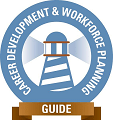 CAREER DEVELOPMENT & WORKFORCE PLANNING
GUIDE